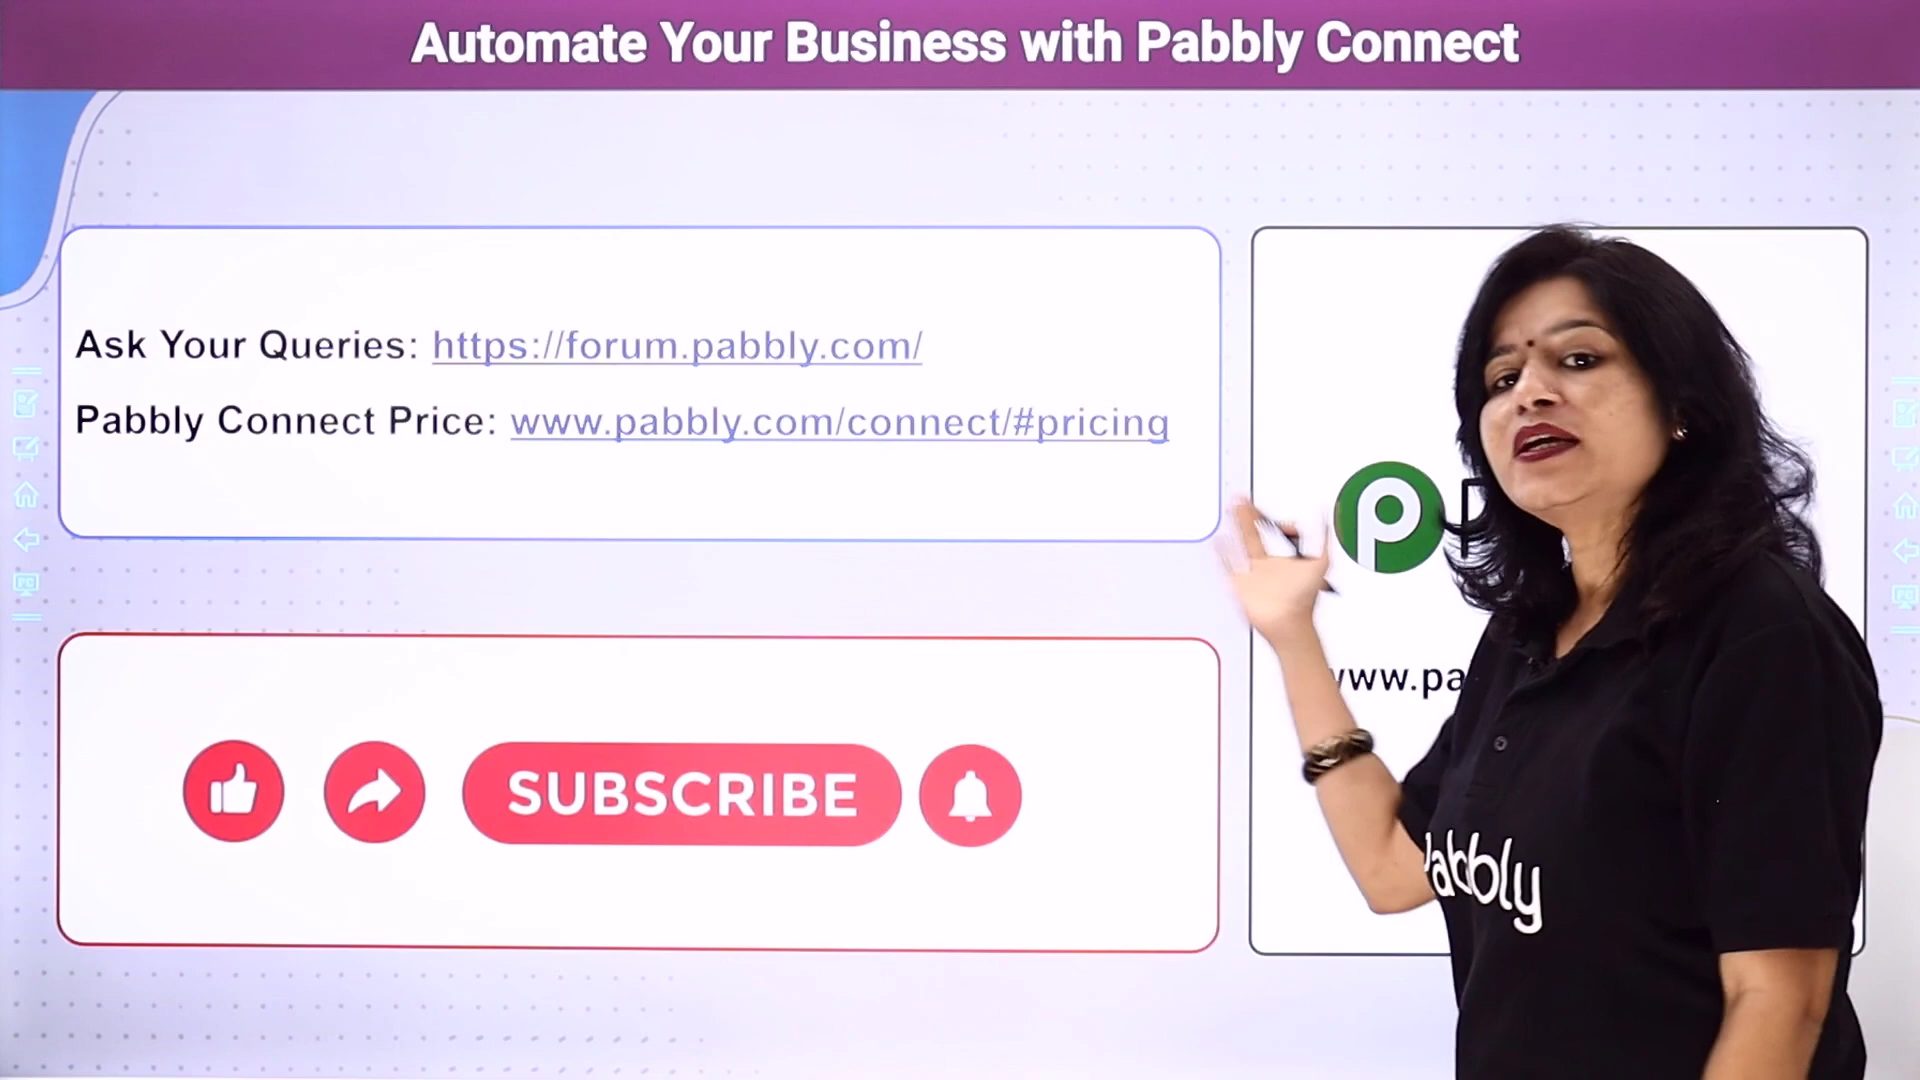 Automate Your Business with Pabbly Connect
Ask Your Queries: https://forum.pabbly.com/
Pabbly Connect Price: www.pabbly.com/connect/#pricing
SUBSCRIBE
Pabbly